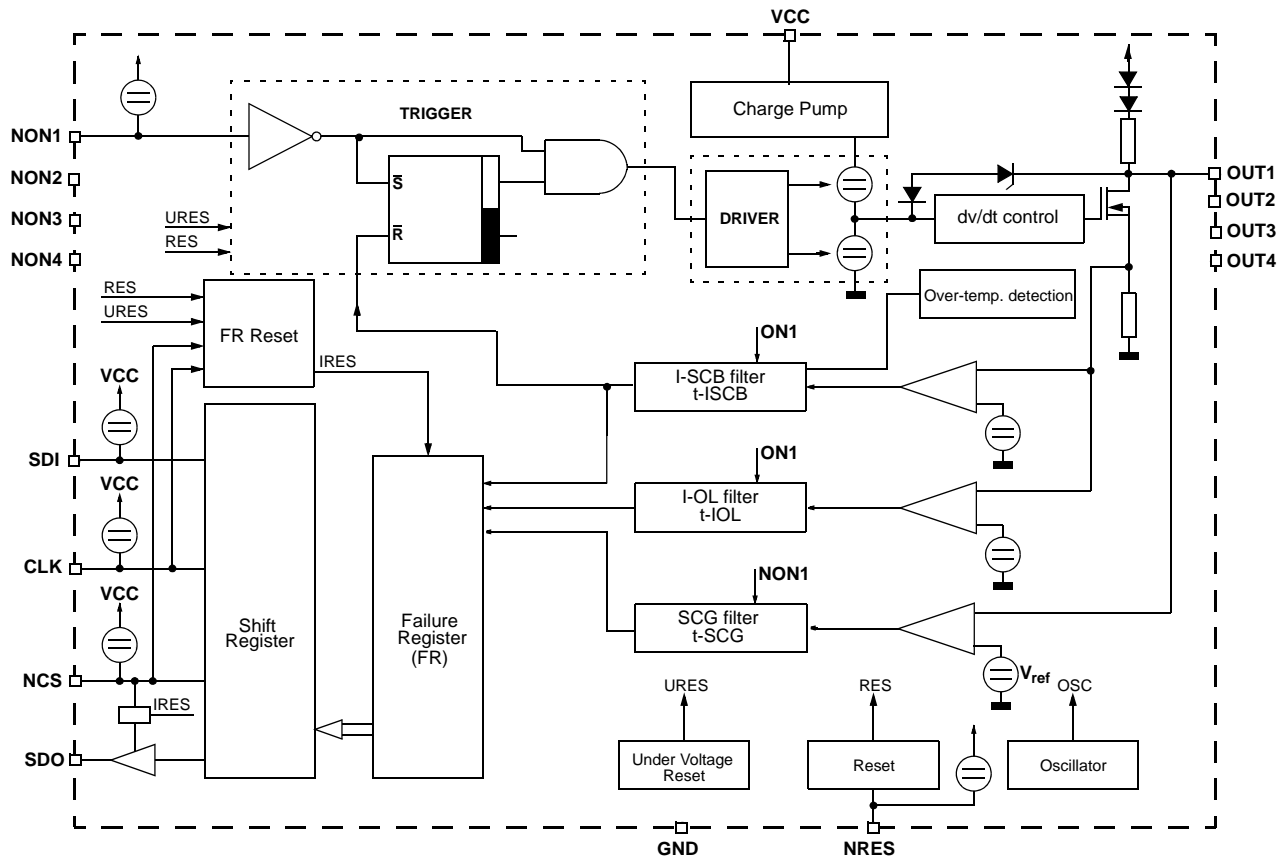 VCC
NON1
NON2
NON3
NON4
TRIGGER
S
R
URES
RES
Charge Pump
DRIVER
dv/dt control
OUT1
OUT2
OUT3
OUT4
Over-temp. detection
RES
URES
FR Reset
IRES
ON1
I-SCB filter
t-ISCB
VCC
SDI
ON1
I-OL filter
t-IOL
VCC
CLK
NON1
SCG filter
t-SCG
Vref
VCC
NCS
Shift
Register
Failure
Register
(FR)
IRES
SDO
URES
Under Voltage
Reset
RES
Reset
OSC
Oscillator
GND
NRES